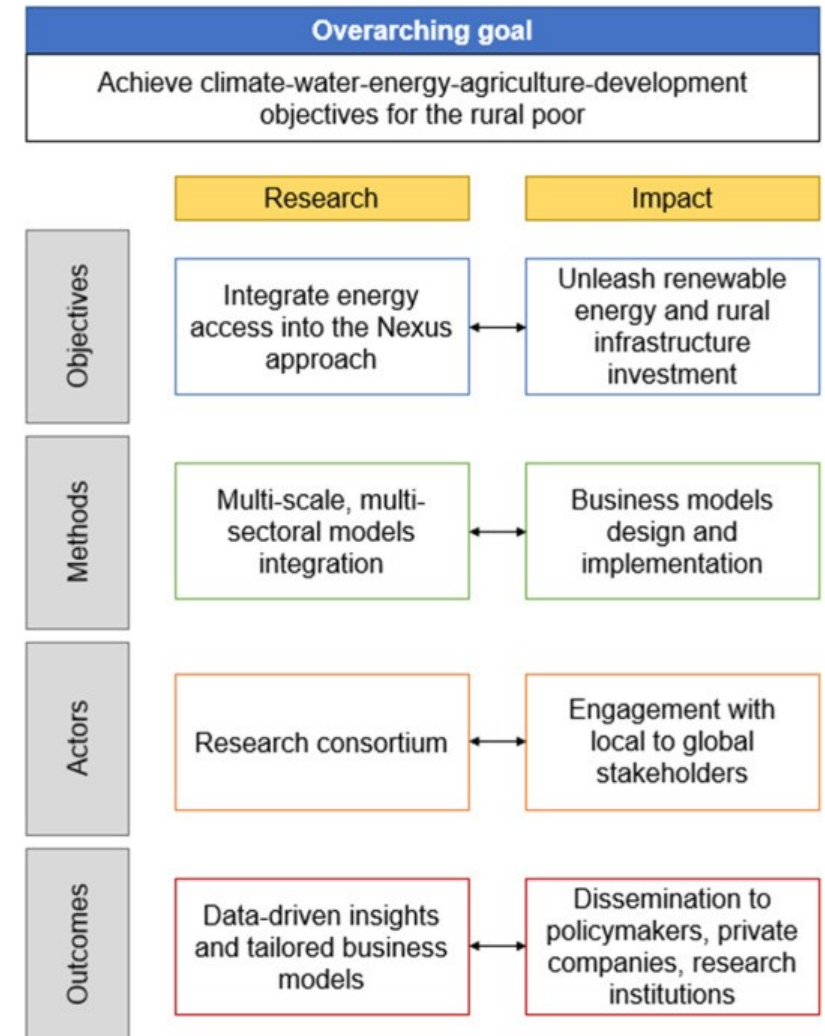 Overarching goal
Achieve climate-water-energy-agriculture-development
objectives for the rural poor
Research
Impact
Objectives
Integrate energy
access into the Nexus
approach
Unleash renewable
energy and rural
infrastructure
investment
Methods
Multi-scale, multi-
sectoral models
integration
Business models
design and
implementation
Actors
Research consortium
Engagement with
local to global
stakeholders
Outcomes
Data-driven insights
and tailored business
models
Dissemination to
policymakers, private
companies, research
institutions